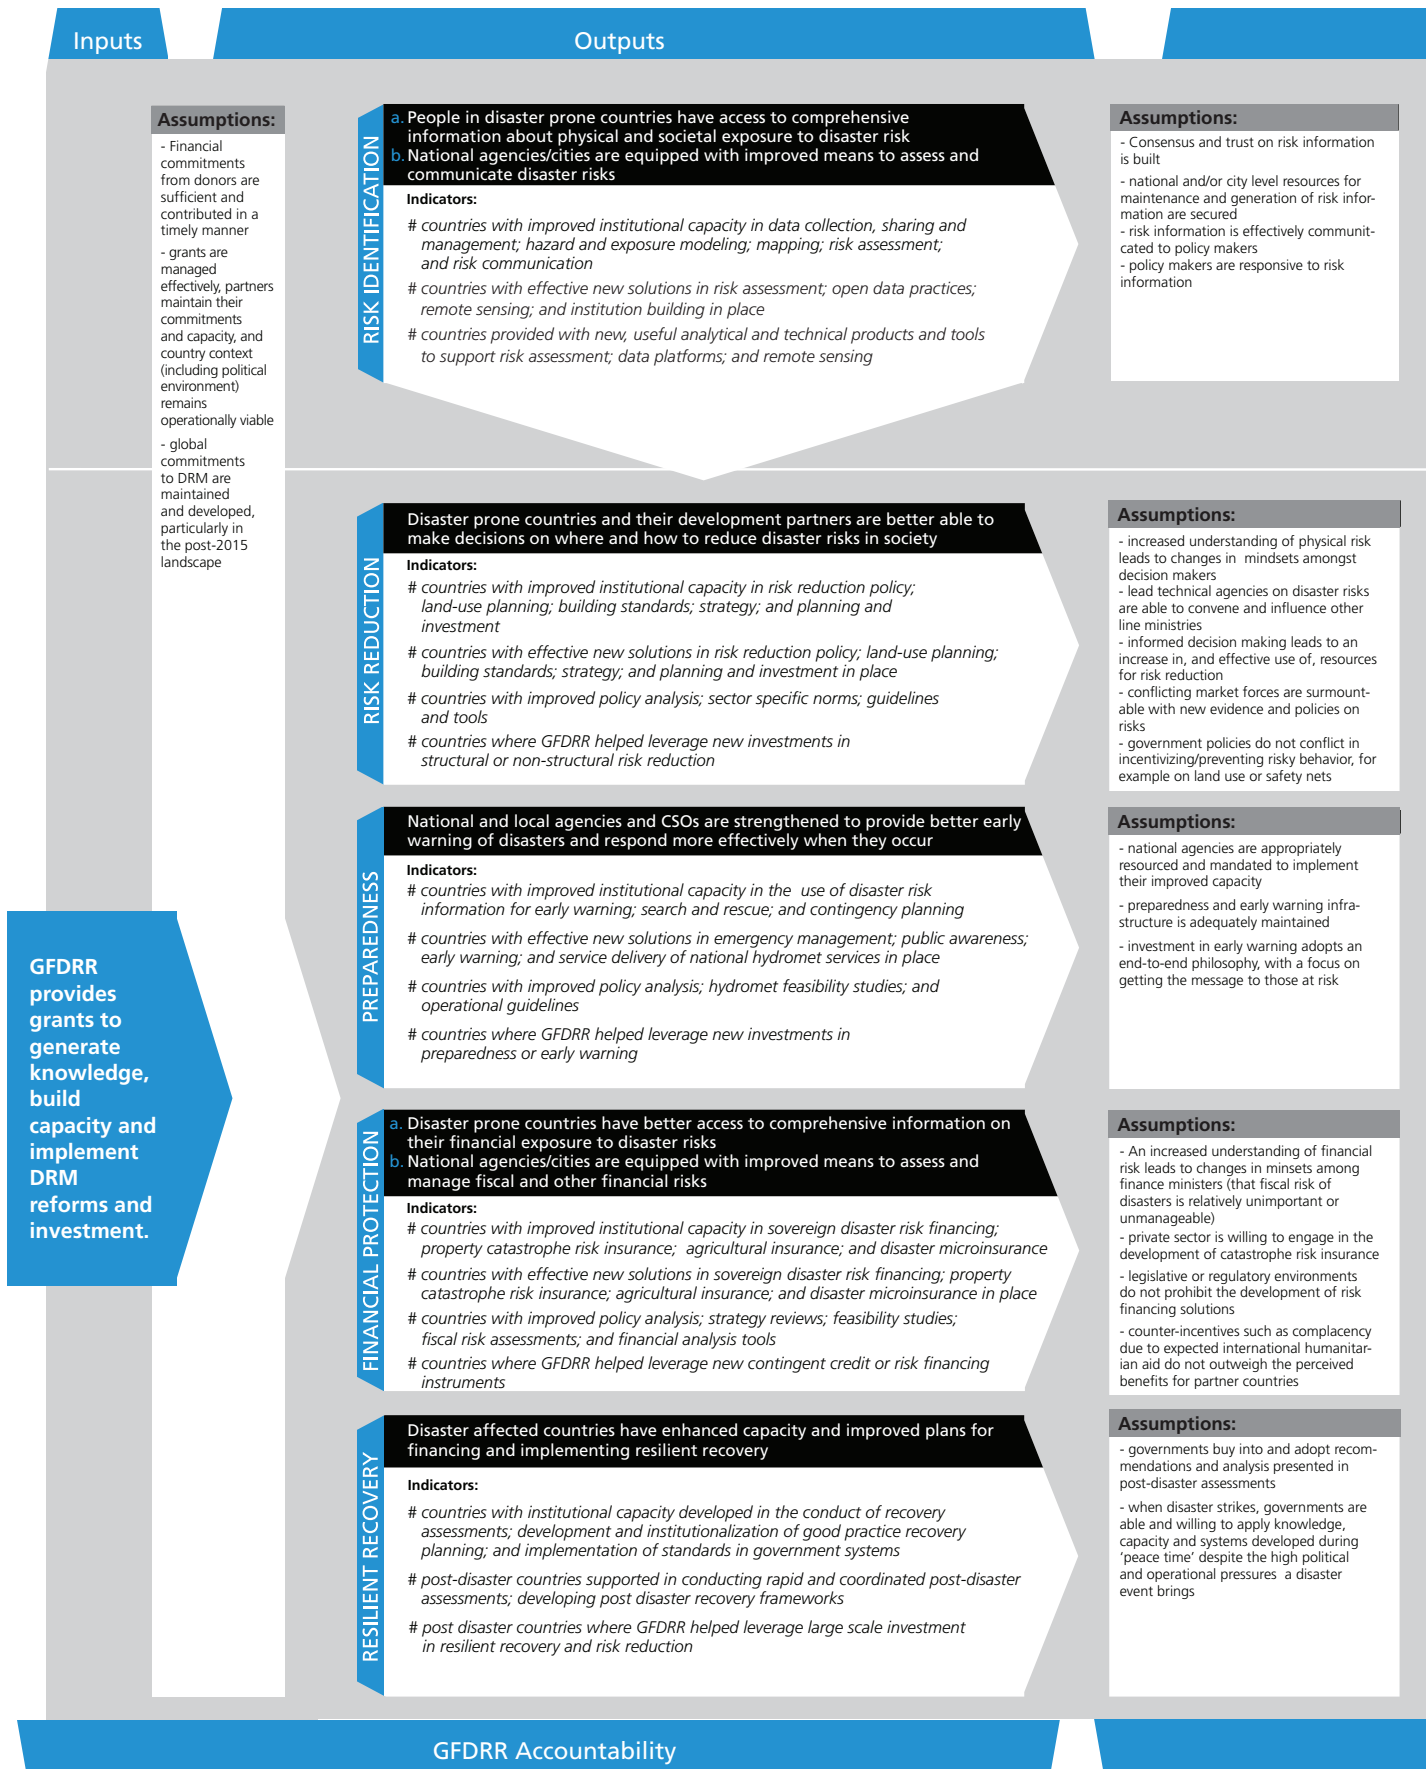 Inputs
Outputs
Assumptions:
- Financial
commitments
from donors are
sufficient and
contributed in a
timely manner
- grants are
managed
effectively, partners
maintain their
commitments
and capacity, and
country context
(including political
environment)
remains
operationally viable
- global
commitments
to DRM are
maintained
and developed,
particularly in
the post-2015
landscape
GFDRR
provides
grants to
generate
knowledge,
build
capacity and
implement
DRM
reforms and
investment.
RISK IDENTIFICATION
a. People in disaster prone countries have access to comprehensive
information about physical and societal exposure to disaster risk
b. National agencies/cities are equipped with improved means to assess and
communicate disaster risks
Indicators:
# countries with improved institutional capacity in data collection, sharing and
management; hazard and exposure modeling; mapping; risk assessment;
and risk communication
# countries with effective new solutions in risk assessment; open data practices;
remote sensing; and institution building in place
# countries provided with new, useful analytical and technical products and tools
to support risk assessment; data platforms; and remote sensing
Assumptions:
- Consensus and trust on risk information
is built
- national and/or city level resources for
maintenance and generation of risk infor-
mation are secured
- risk information is effectively communit-
cated to policy makers
- policy makers are responsive to risk
information
RISK REDUCTION
Disaster prone countries and their development partners are better able to
make decisions on where and how to reduce disaster risks in society
Indicators:
# countries with improved institutional capacity in risk reduction policy;
land-use planning; building standards; strategy; and planning and
investment
# countries with effective new solutions in risk reduction policy; land-use planning;
building standards; strategy; and planning and investment in place
# countries with improved policy analysis; sector specific norms; guidelines
and tools
# countries where GFDRR helped leverage new investments in
structural or non-structural risk reduction
Assumptions:
- increased understanding of physical risk
leads to changes in mindsets amongst
decision makers
- lead technical agencies on disaster risks
are able to convene and influence other
line ministries
- informed decision making leads to an
increase in, and effective use of, resources
for risk reduction
- conflicting market forces are surmount-
able with new evidence and policies on
risks
- government policies do not conflict in
incentivizing/preventing risky behavior, for
example on land use or safety nets
PREPAREDNESS
National and local agencies and CSOs are strengthened to provide better early
warning of disasters and respond more effectively when they occur
Indicators:
# countries with improved institutional capacity in the use of disaster risk
information for early warning; search and rescue; and contingency planning
# countries with effective new solutions in emergency management; public awareness;
early warning; and service delivery of national hydromet services in place
# countries with improved policy analysis; hydromet feasibility studies; and
operational guidelines
# countries where GFDRR helped leverage new investments in
preparedness or early warning
Assumptions:
- national agencies are appropriately
resourced and mandated to implement
their improved capacity
- preparedness and early warning infra-
structure is adequately maintained
- investment in early warning adopts an
end-to-end philosophy, with a focus on
getting the message to those at risk
FINANCIAL PROTECTION
a. Disaster prone countries have better access to comprehensive information on
their financial exposure to disaster risks
b. National agencies/cities are equipped with improved means to assess and
manage fiscal and other financial risks
Indicators:
# countries with improved institutional capacity in sovereign disaster risk financing;
property catastrophe risk insurance; agricultural insurance; and disaster microinsurance
# countries with effective new solutions in sovereign disaster risk financing; property
catastrophe risk insurance; agricultural insurance; and disaster microinsurance in place
# countries with improved policy analysis; strategy reviews; feasibility studies;
fiscal risk assessments; and financial analysis tools
# countries where GFDRR helped leverage new contingent credit or risk financing
instruments
Assumptions:
- An increased understanding of financial
risk leads to changes in minsets among
finance ministers (that fiscal risk of
disasters is relatively unimportant or
unmanageable)
- private sector is willing to engage in the
development of catastrophe risk insurance
- legislative or regulatory environments
do not prohibit the development of risk
financing solutions
- counter-incentives such as complacency
due to expected international humanitar-
ian aid do not outweigh the perceived
benefits for partner countries
RESILIENT RECOVERY
Disaster affected countries have enhanced capacity and improved plans for
financing and implementing resilient recovery
Indicators:
# countries with institutional capacity developed in the conduct of recovery
assessments; development and institutionalization of good practice recovery
planning; and implementation of standards in government systems
# post-disaster countries supported in conducting rapid and coordinated post-disaster
assessments; developing post disaster recovery frameworks
# post disaster countries where GFDRR helped leverage large scale investment
in resilient recovery and risk reduction
Assumptions:
- governments buy into and adopt recom-
mendations and analysis presented in
post-disaster assessments
- when disaster strikes, governments are
able and willing to apply knowledge,
capacity and systems developed during
‘peace time’ despite the high political
and operational pressures a disaster
event brings
GFDRR Accountability